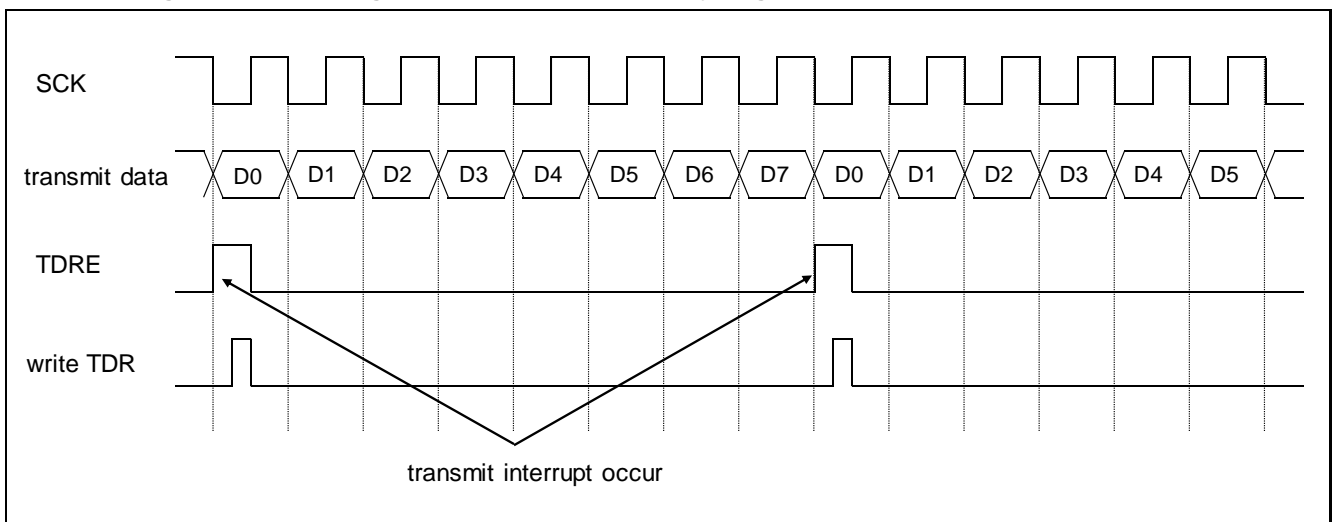 SCK
transmit data D0 D1 D2 D3 D4 D5 D6 D7 D0 D1 D2 D3 D4 D5
TDRE
write TDR
transmit interrupt occur